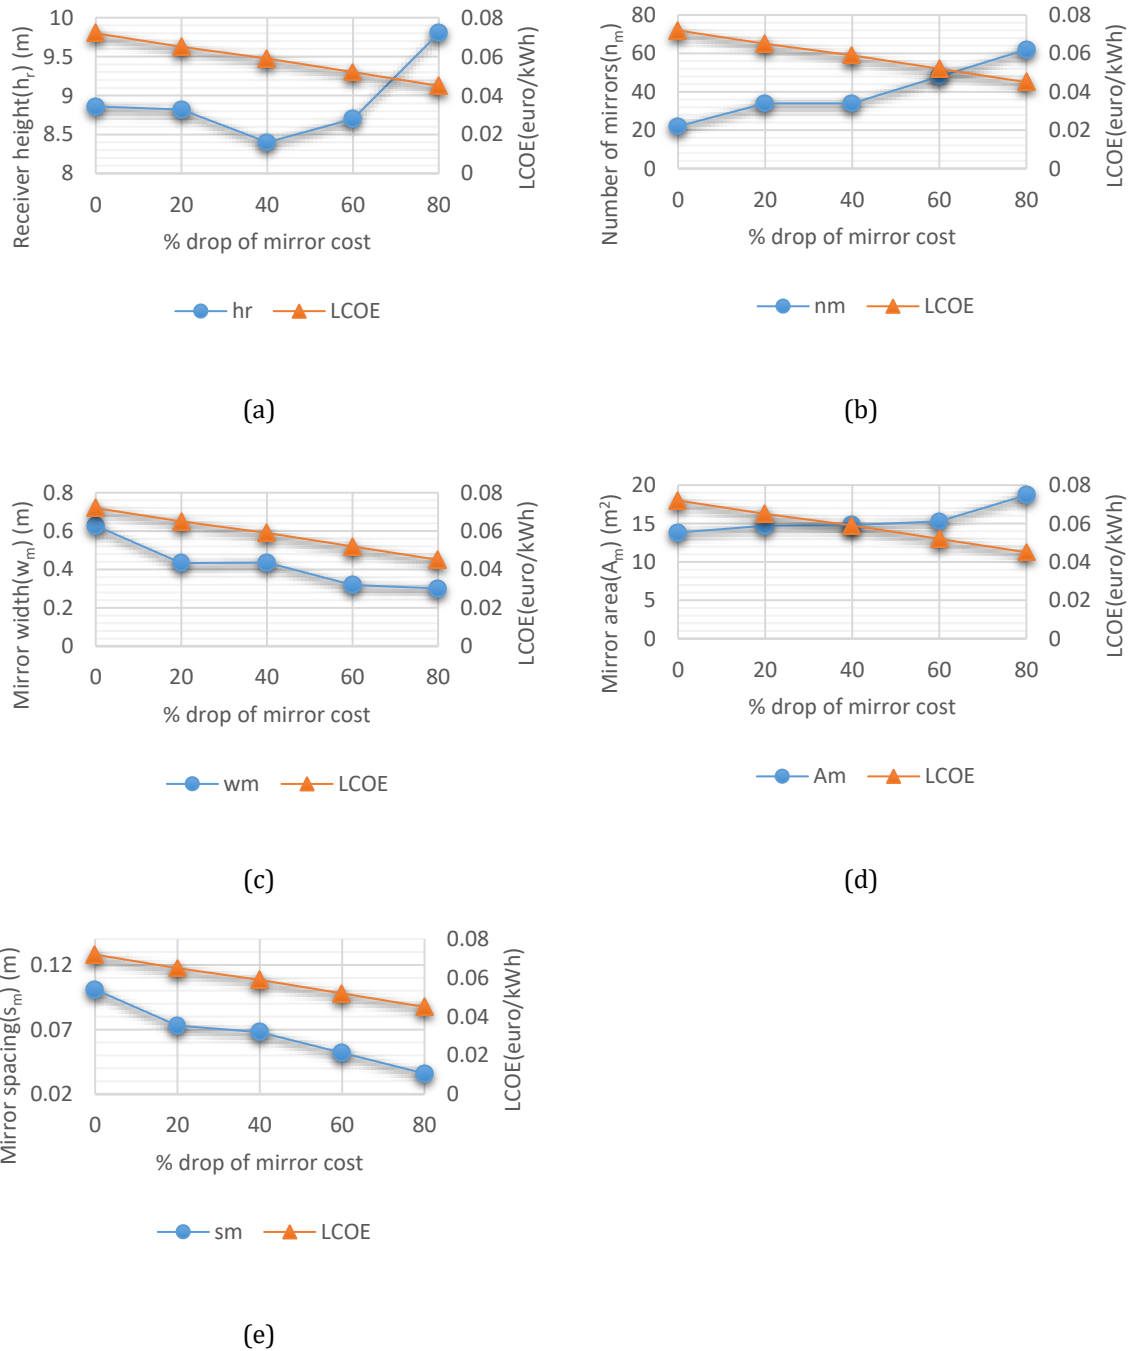 Receiver height(hr) (m)
10
9.5
9
8.5
8
0.08
0.06
0.04
0.02
0
LCOE(euro/kWh)
0 20 40 60 80
% drop of mirror cost
hr LCOE
(a)
Number of mirrors(nm)
80
60
40
20
0
0.08
0.06
0.04
0.02
0
LCOE(euro/kWh)
0 20 40 60 80
% drop of mirror cost
nm LCOE
(b)
Mirror width(wm) (m)
0.8
0.6
0.4
0.2
0
0.08
0.06
0.04
0.02
0
LCOE(euro/kWh)
0 20 40 60 80
% drop of mirror cost
wm LCOE
(c)
Mirror area(Am) (m²)
20
15
10
5
0
0.08
0.06
0.04
0.02
0
LCOE(euro/kWh)
0 20 40 60 80
% drop of mirror cost
Am LCOE
(d)
Mirror spacing(sm) (m)
0.12
0.07
0.02
0.08
0.06
0.04
0.02
0
LCOE(euro/kWh)
0 20 40 60 80
% drop of mirror cost
sm LCOE
(e)